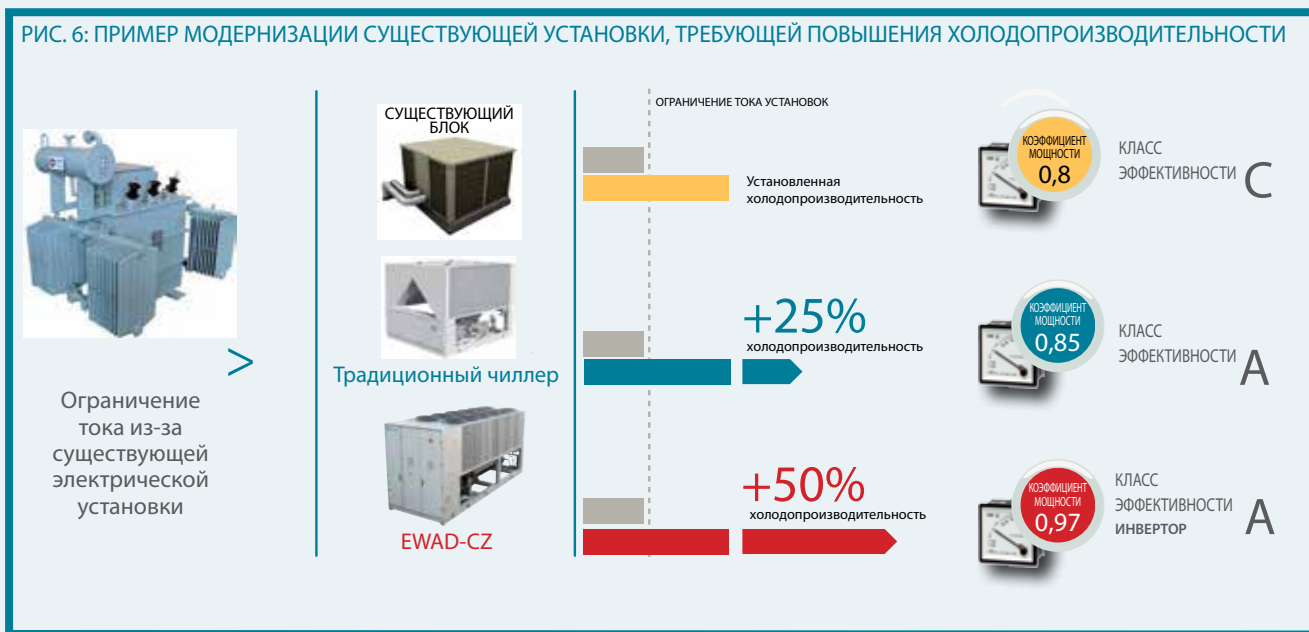 РИС. 6: ПРИМЕР МОДЕРНИЗАЦИИ СУЩЕСТВУЮЩЕЙ УСТАНОВКИ, ТРЕБУЮЩЕЙ ПОВЫШЕНИЯ ХОЛОДОПРОИЗВОДИТЕЛЬНОСТИ
>
Ограничение
тока из-за
существующей
электрической
установки
СУЩЕСТВУЮЩИЙ
БЛОК
ОГРАНИЧЕНИЕ ТОКА УСТАНОВОК
Установленная
холодопроизводительность
КОЭФФИЦИЕНТ
МОЩНОСТИ
0,8
КЛАСС
ЭФФЕКТИВНОСТИ C
Традиционный чиллер
+25%
холодопроизводительность
КОЭФФИЦИЕНТ
МОЩНОСТИ
0,85
КЛАСС
ЭФФЕКТИВНОСТИ A
EWAD-CZ
+50%
холодопроизводительность
КОЭФФИЦИЕНТ
МОЩНОСТИ
0,97
КЛАСС
ЭФФЕКТИВНОСТИ A
ИНВЕРТОР